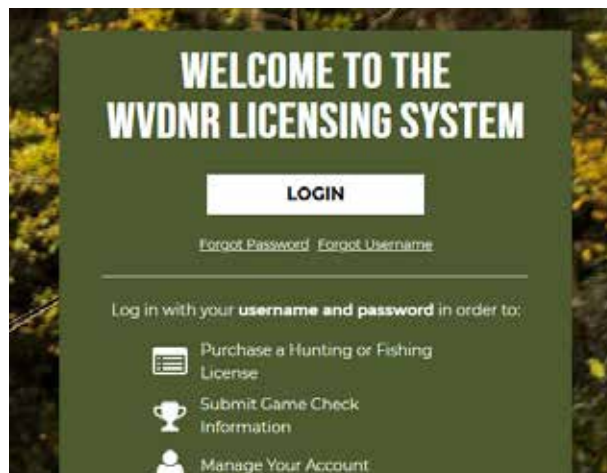 WELCOME TO THE
WVDNR LICENSING SYSTEM
LOGIN
Forgot Password Forgot Username
Log in with your username and password in order to:
Purchase a Hunting or Fishing
License
Submit Game Check
Information
Manage Your Account